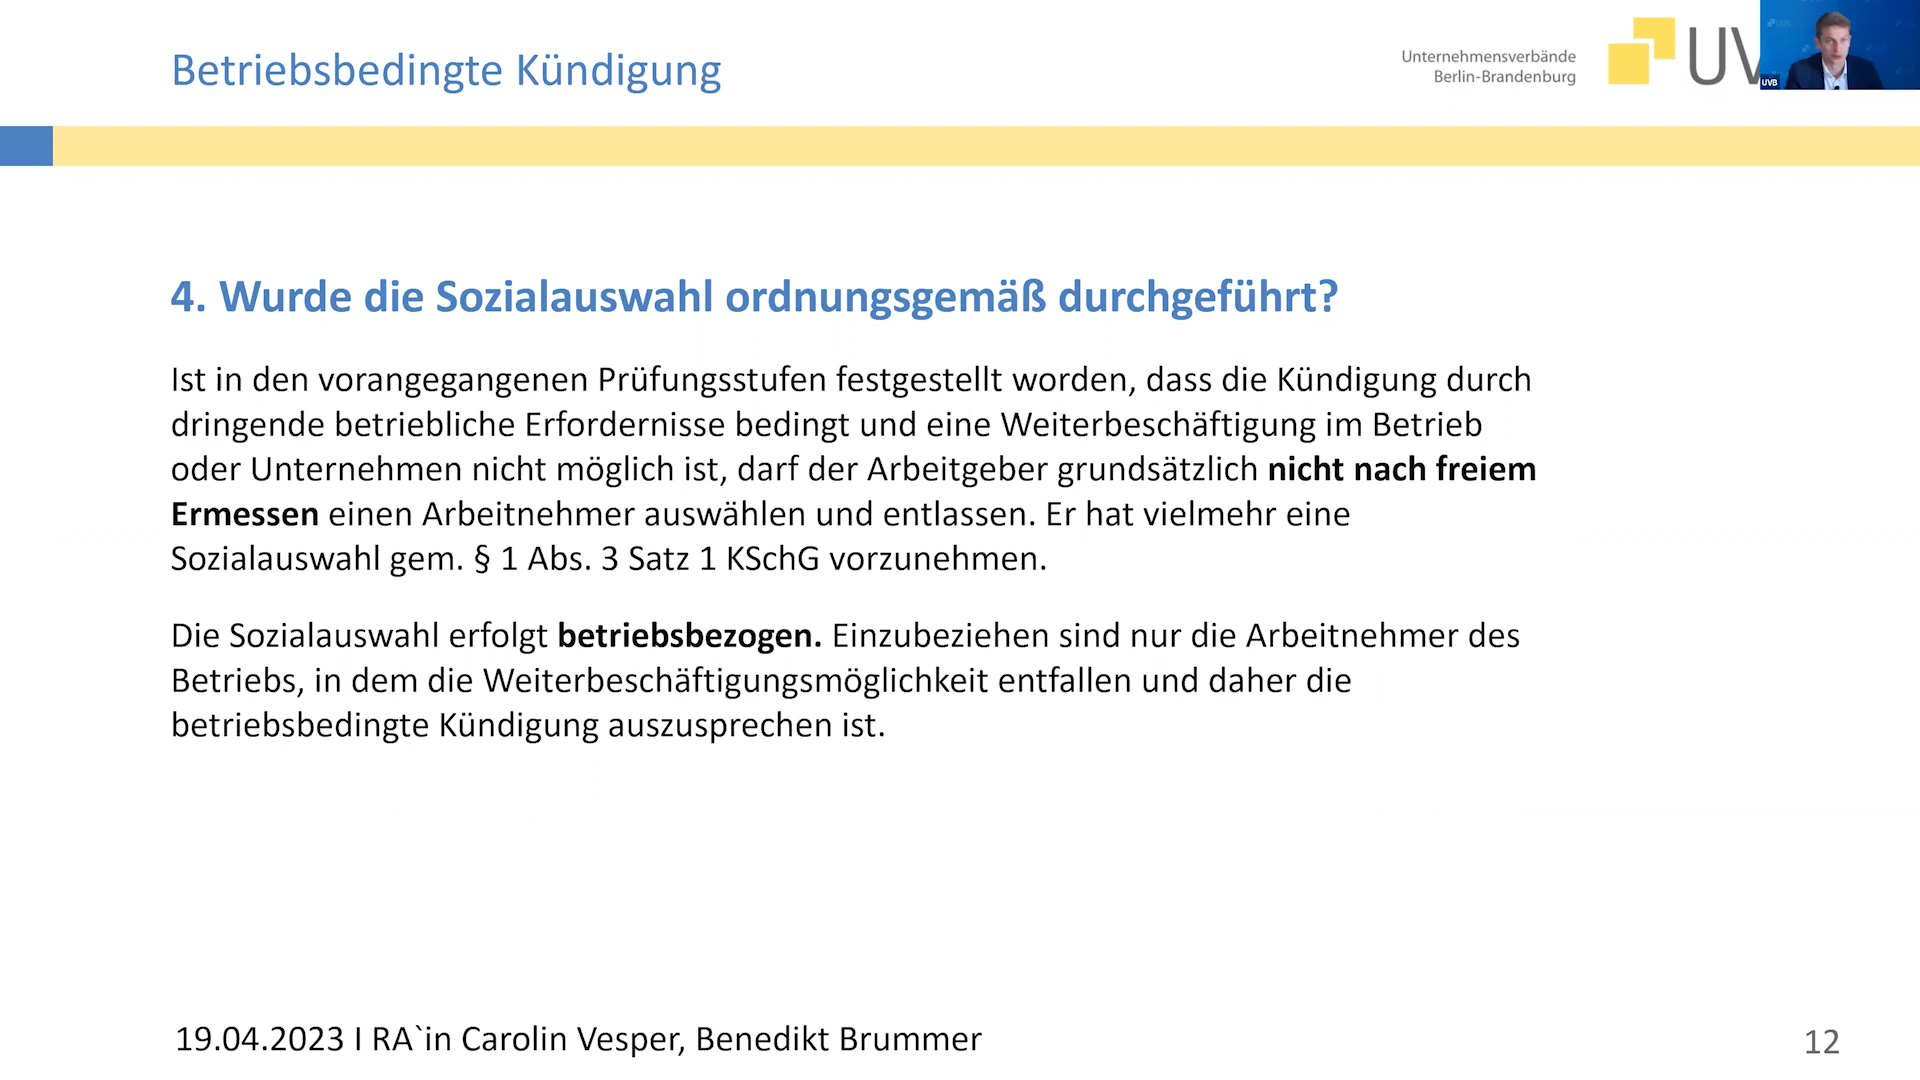 Betriebsbedingte Kündigung
Unternehmensverbände
Berlin-Brandenburg
UV
UVB
4. Wurde die Sozialauswahl ordnungsgemäß durchgeführt?
Ist in den vorangegangenen Prüfungsstufen festgestellt worden, dass die Kündigung durch
dringende betriebliche Erfordernisse bedingt und eine Weiterbeschäftigung im Betrieb
oder Unternehmen nicht möglich ist, darf der Arbeitgeber grundsätzlich nicht nach freiem
Ermessen einen Arbeitnehmer auswählen und entlassen. Er hat vielmehr eine
Sozialauswahl gem. § 1 Abs. 3 Satz 1 KSchG vorzunehmen.
Die Sozialauswahl erfolgt betriebsbezogen. Einzubeziehen sind nur die Arbeitnehmer des
Betriebs, in dem die Weiterbeschäftigungsmöglichkeit entfallen und daher die
betriebsbedingte Kündigung auszusprechen ist.
19.04.2023 I RA`in Carolin Vesper, Benedikt Brummer
12